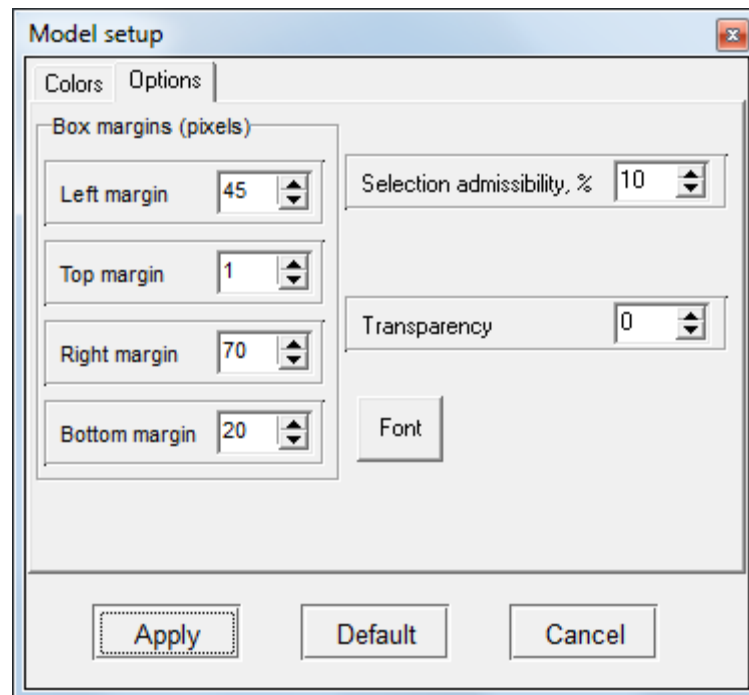 Model setup
Colors Options
Box margins (pixels)
Left margin 45
Top margin 1
Right margin 70
Bottom margin 20
Selection admissibility, % 10
Transparency 0
Font
Apply Default Cancel